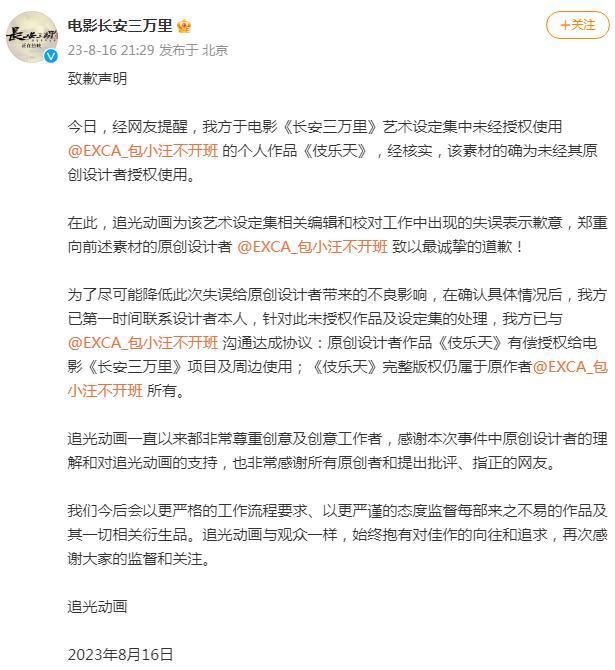 电影长安三万里
23-8-16 21:29 发布于 北京
+关注
致歉声明
今日，经网友提醒，我方于电影《长安三万里》艺术设定集中未经授权使用
@EXCA_包小汪不开班 的个人作品《伎乐天》，经核实，该素材的确为未经其原
创设计者授权使用。
在此，追光动画为该艺术设定集相关编辑和校对工作中出现的失误表示歉意，郑重
向前述素材的原创设计者 @EXCA_包小汪不开班 致以最诚挚的道歉！
为了尽可能降低此次失误给原创设计者带来的不良影响，在确认具体情况后，我方
已第一时间联系设计者本人，针对此未授权作品及设定集的处理，我方已与
@EXCA_包小汪不开班 沟通达成协议：原创设计者作品《伎乐天》有偿授权给电
影《长安三万里》项目及周边使用；《伎乐天》完整版权仍属于原作者@EXCA_包
小汪不开班 所有。
追光动画一直以来都非常尊重创意及创意工作者，感谢本次事件中原创设计者的理
解和对追光动画的支持，也非常感谢所有原创者和提出批评、指正的网友。
我们今后会以更严格的工作流程要求、以更严谨的态度监督每部来之不易的作品及
其一切相关衍生品。追光动画与观众一样，始终抱有对佳作的向往和追求，再次感
谢大家的监督和关注。
追光动画
2023年8月16日